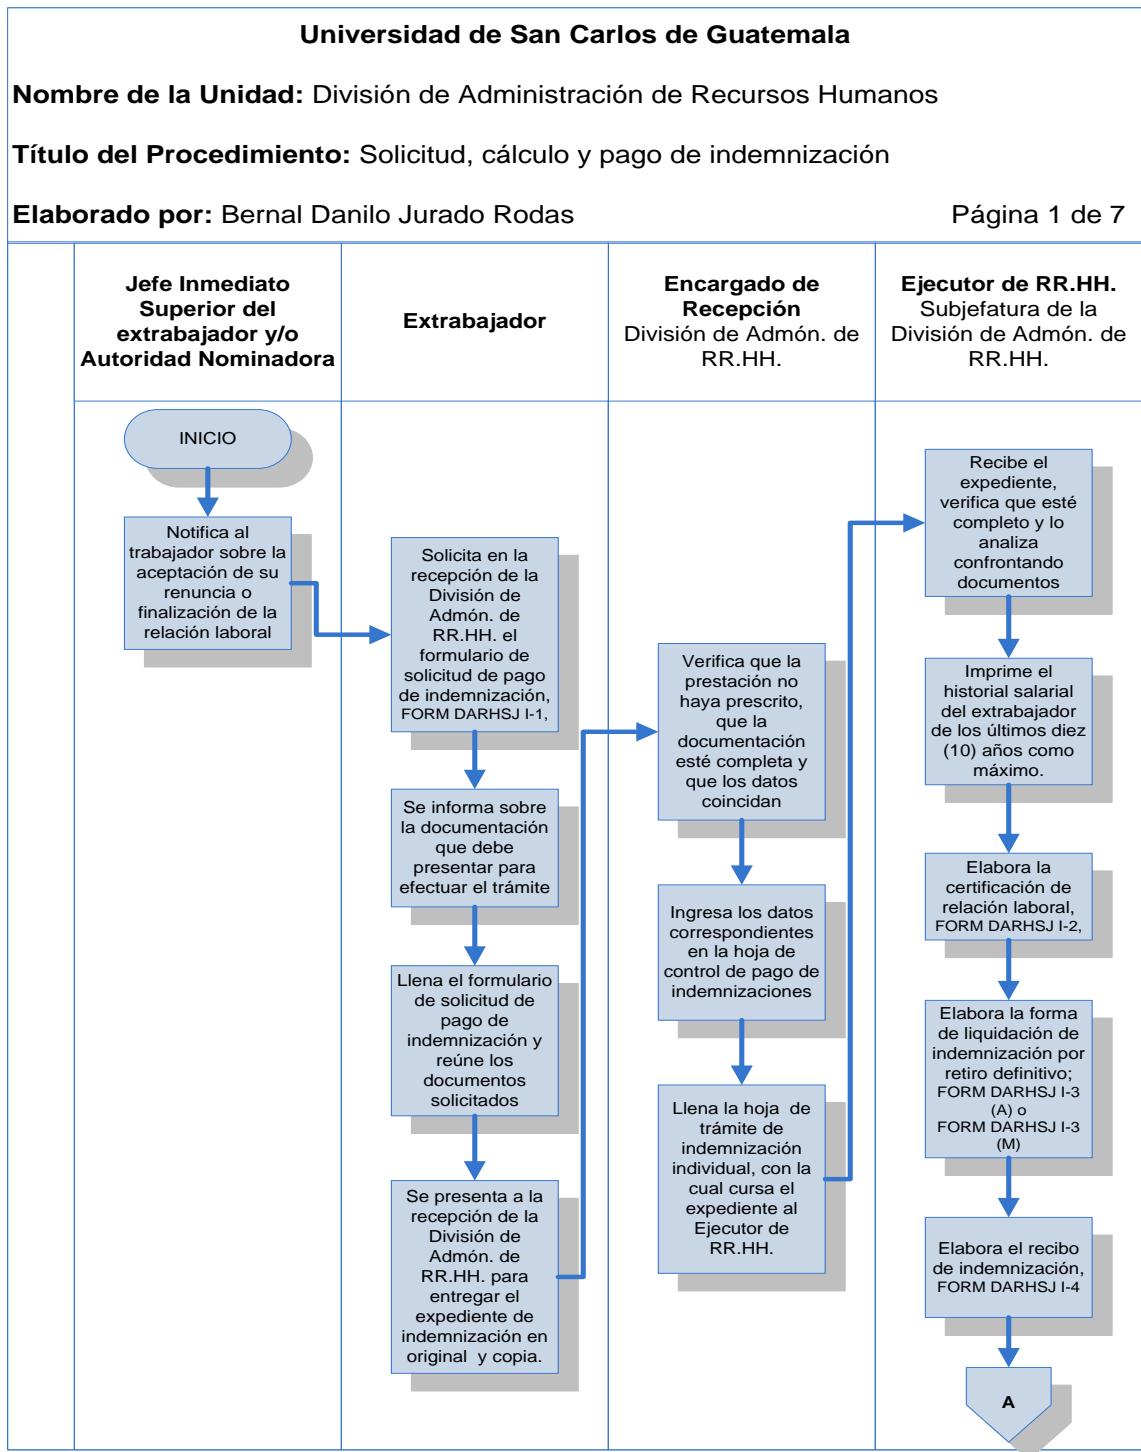 Universidad de San Carlos de Guatemala
Nombre de la Unidad: División de Administración de Recursos Humanos
Título del Procedimiento: Solicitud, cálculo y pago de indemnización
Elaborado por: Bernal Danilo Jurado Rodas
Página 1 de 7
Jefe Inmediato
Superior del
extrabajador y/o
Autoridad Nominadora
Extrabajador
Encargado de
Recepción
División de Admón. de
RR.HH.
Ejecutor de RR.HH.
Subjefatura de la
División de Admón. de
RR.HH.
INICIO
Notifica al
trabajador sobre la
aceptación de su
renuncia o
finalización de la
relación laboral
Solicita en la
recepción de la
División de
Admón. de
RR.HH. el
formulario de
solicitud de pago
de indemnización,
FORM DARHSJ I-1,
Se informa sobre
la documentación
que debe
presentar para
efectuar el trámite
Llena el formulario
de solicitud de
pago de
indemnización y
reúne los
documentos
solicitados
Se presenta a la
recepción de la
División de
Admón. de
RR.HH. para
entregar el
expediente de
indemnización en
original y copia.
Verifica que la
prestación no
haya prescrito,
que la
documentación
esté completa y
que los datos
coincidan
Ingresa los datos
correspondientes
en la hoja de
control de pago de
indemnizaciones
Llena la hoja de
trámite de
indemnización
individual, con la
cual cursa el
expediente al
Ejecutor de
RR.HH.
Recibe el
expediente,
verifica que esté
completo y lo
analiza
confrontando
documentos
Imprime el
historial salarial
del extrabajador
de los últimos diez
(10) años como
máximo.
Elabora la
certificación de
relación laboral,
FORM DARHSJ I-2,
Elabora la forma
de liquidación de
indemnización por
retiro definitivo;
FORM DARHSJ I-3
(A) o
FORM DARHSJ I-3
(M)
Elabora el recibo
de indemnización,
FORM DARHSJ I-4
A